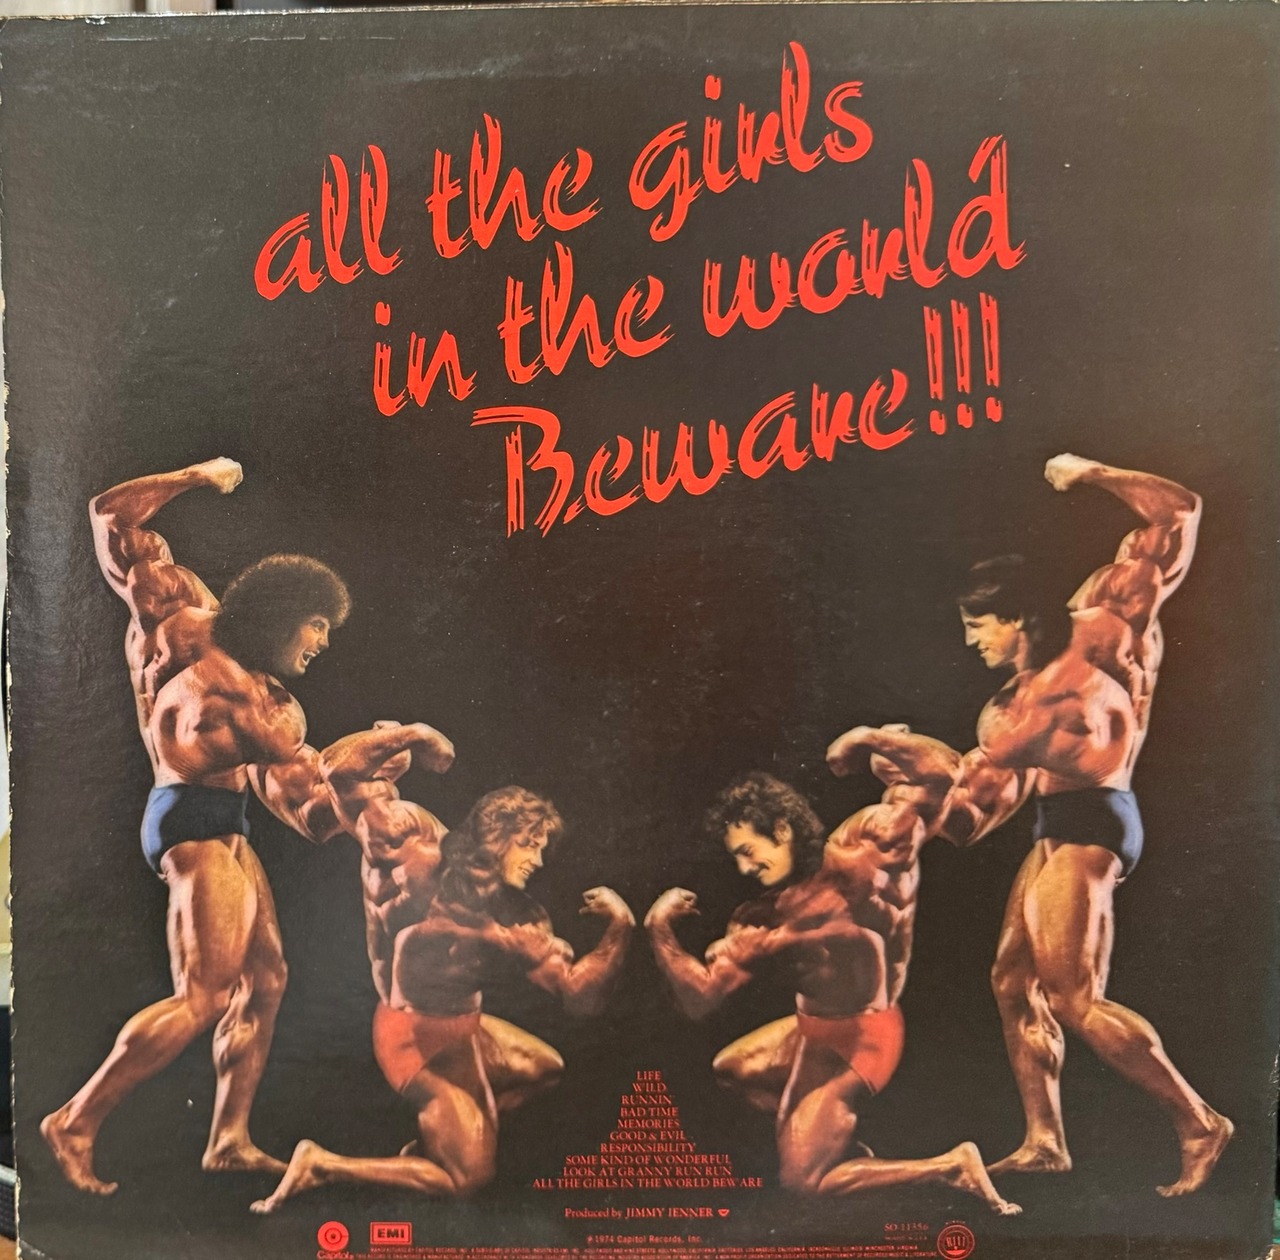 all the girls
in the world
Beware!!!
LIFE
WILD
RUNNIN'
BAD TIME
MEMORIES
GOOD & EVIL
RESPONSIBILITY
SOME KIND OF WONDERFUL
LOOK AT GRANNY RUN RUN
ALL THE GIRLS IN THE WORLD BEWARE
Produced by JIMMY IENNER
SO-11356
Capitol
EMI
℗ 1974 Capitol Records, Inc.